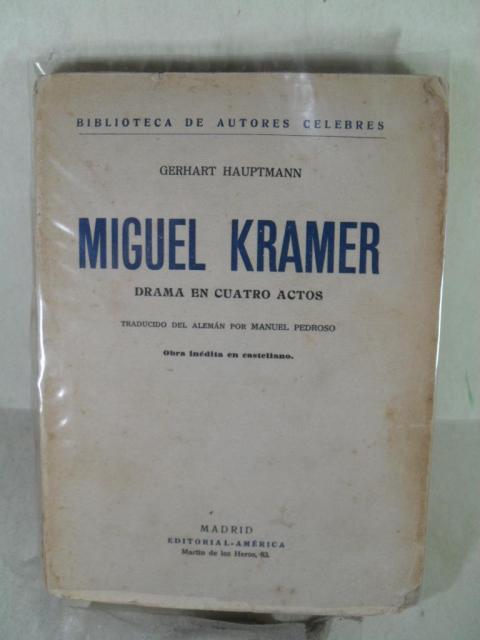 BIBLIOTECA DE AUTORES CELEBRES
GERHART HAUPTMANN
MIGUEL KRAMER
DRAMA EN CUATRO ACTOS
TRADUCIDO DEL ALEMÁN POR MANUEL PEDROSO
Obra inédita en castellano.
MADRID
EDITORIAL-AMÉRICA
Martín de los Heros, 83.